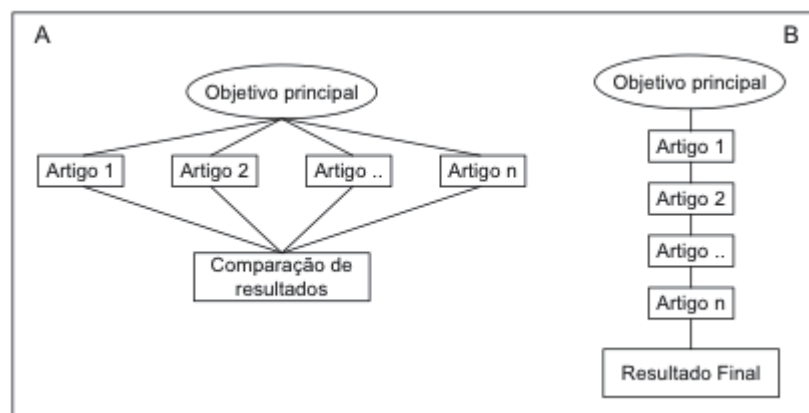 A
Objetivo principal
Artigo 1
Artigo 2
Artigo ..
Artigo n
Comparação de
resultados
B
Objetivo principal
Artigo 1
Artigo 2
Artigo ..
Artigo n
Resultado Final